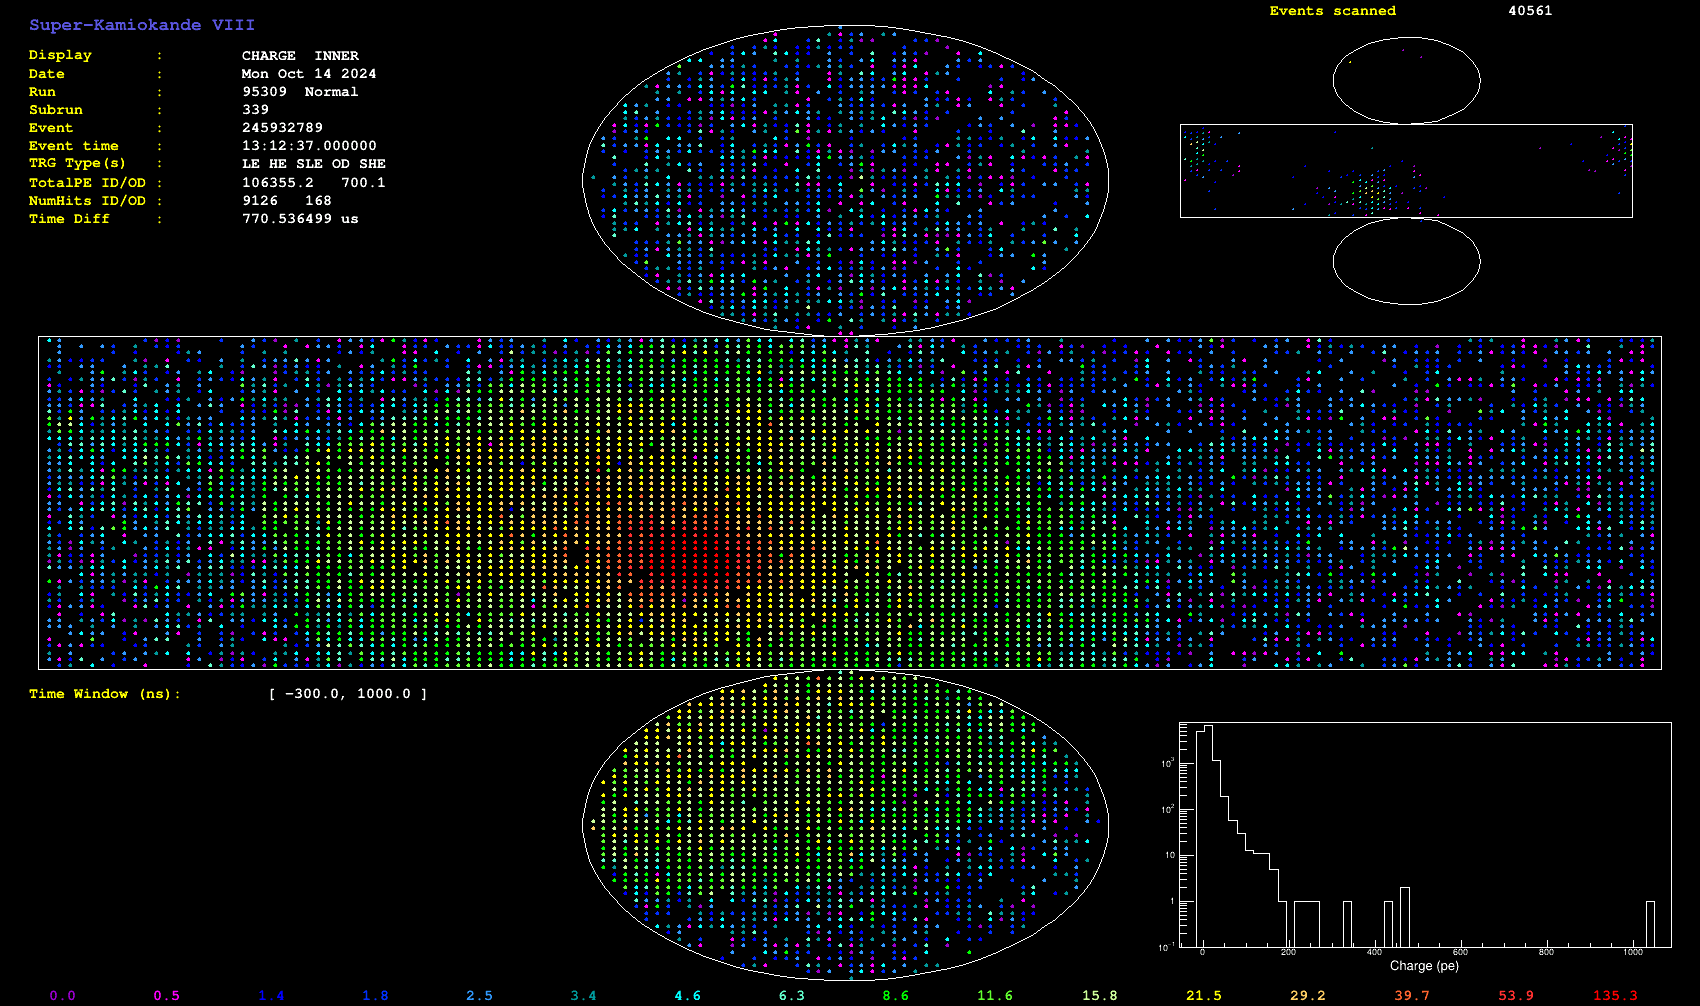 Super-Kamiokande VIII
Display : CHARGE INNER
Date : Mon Oct 14 2024
Run : 95309 Normal
Subrun : 339
Event : 245932789
Event time : 13:12:37.000000
TRG Type(s) : LE HE SLE OD SHE
TotalPE ID/OD : 106355.2 700.1
NumHits ID/OD : 9126 168
Time Diff : 770.536499 us
Events scanned 40561
Time Window (ns): [ -300.0, 1000.0 ]
10³
10²
10
1
10⁻¹
0 200 400 600 800 1000
Charge (pe)
0.0 0.5 1.4 1.8 2.5 3.4 4.6 6.3 8.6 11.6 15.8 21.5 29.2 39.7 53.9 135.3